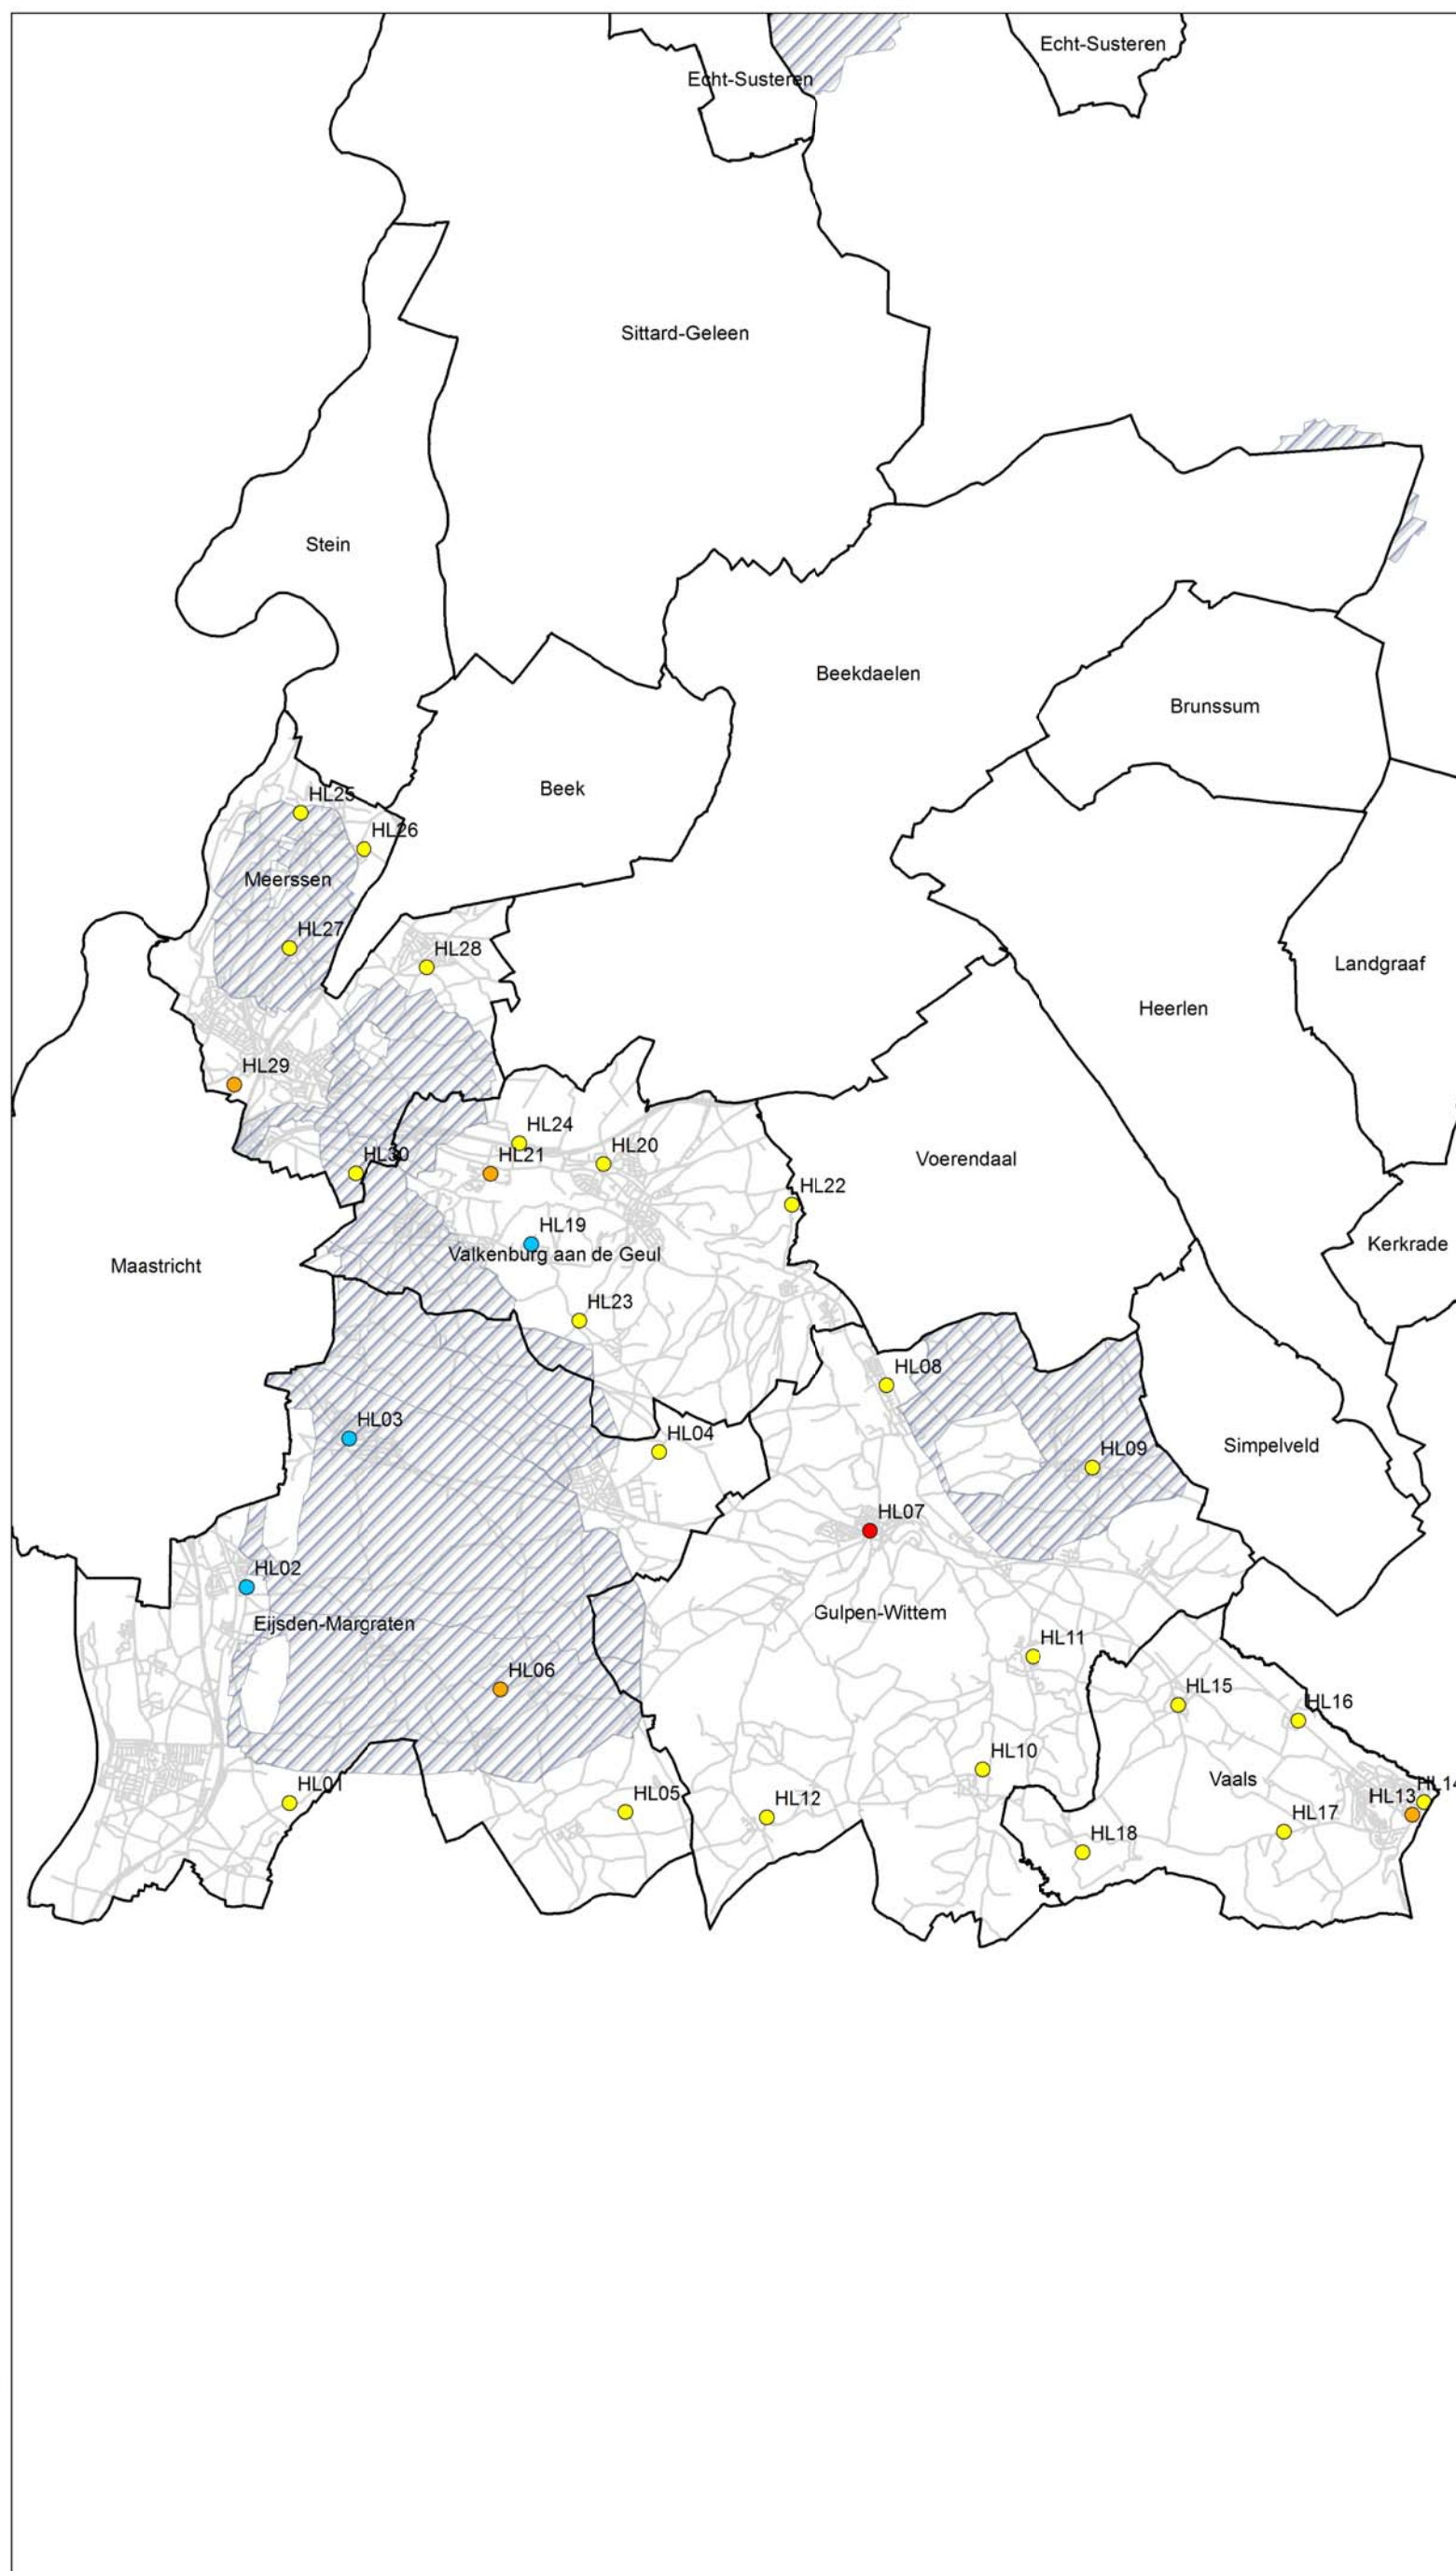 Echt-Susteren
Echt-Susteren
Sittard-Geleen
Stein
Beekdaelen
Brunssum
Beek
HL25
HL26
Meerssen
HL27
HL28
Landgraaf
Heerlen
HL29
HL24
HL20
HL30
HL21
Voerendaal
HL22
HL19
Valkenburg aan de Geul
Kerkrade
Maastricht
HL23
HL08
HL03
HL04
HL09
Simpelveld
HL07
HL02
Gulpen-Wittem
Eijsden-Margraten
HL11
HL06
HL15
HL16
HL10
Vaals
HL01
HL14
HL13
HL05
HL12
HL17
HL18